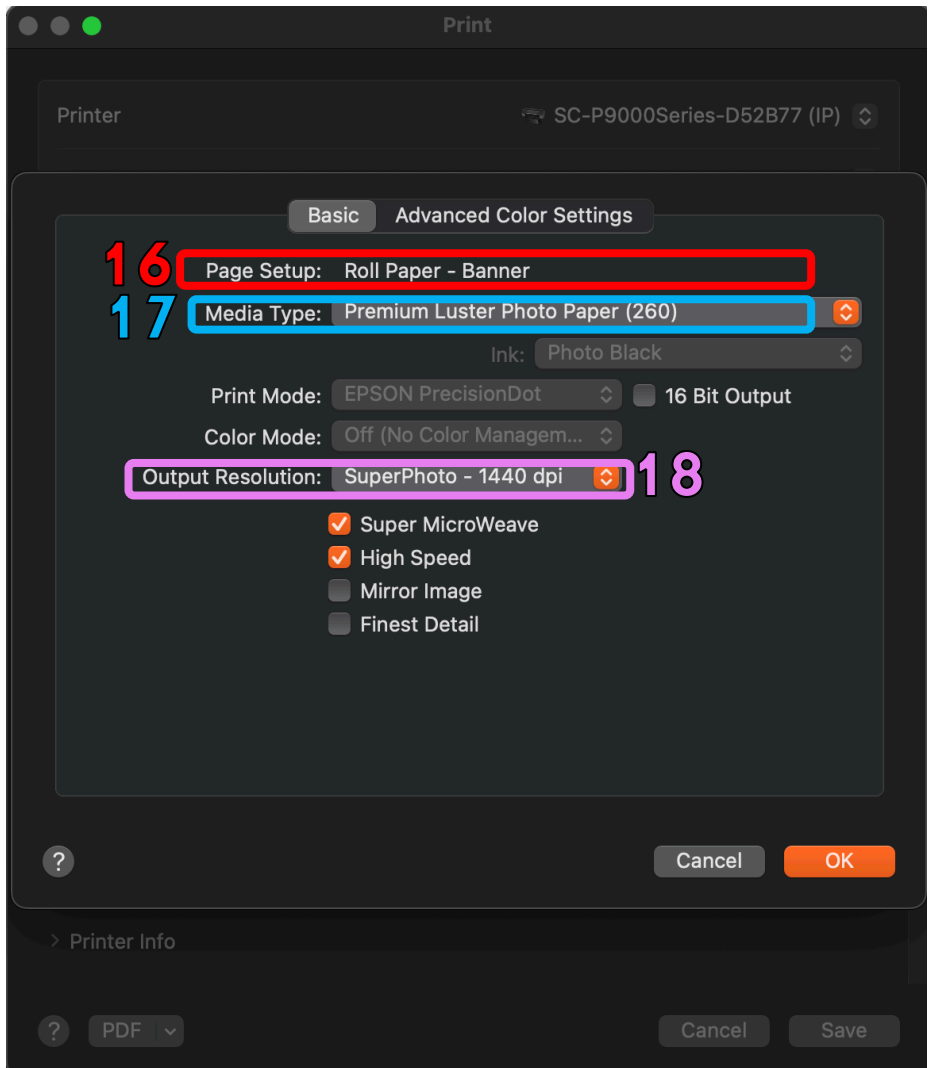 Print
Printer SC-P9000Series-D52B77 (IP)
Basic Advanced Color Settings
16 Page Setup: Roll Paper - Banner
17 Media Type: Premium Luster Photo Paper (260)
Ink: Photo Black
Print Mode: EPSON PrecisionDot 16 Bit Output
Color Mode: Off (No Color Managem...
Output Resolution: SuperPhoto - 1440 dpi 18
Super MicroWeave
High Speed
Mirror Image
Finest Detail
? Cancel OK
> Printer Info
? PDF Cancel Save